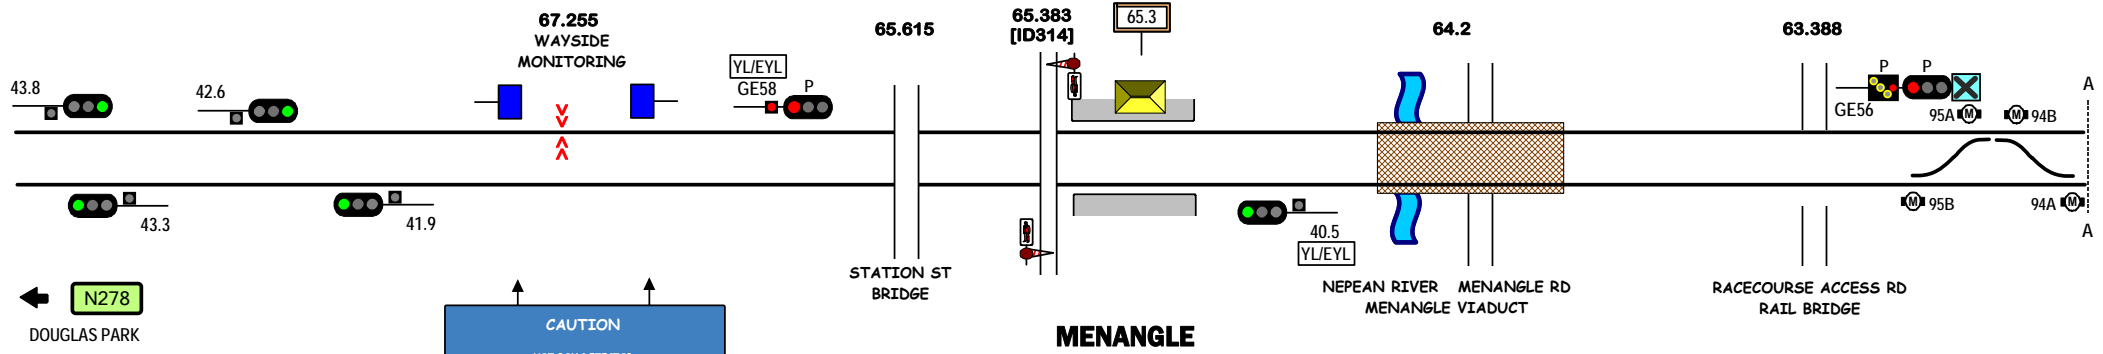 67.255
WAYSIDE
MONITORING
65.615
65.383
[ID314]
65.3
64.2
63.388
43.8
42.6
YL/EYL
GE58
P
P
P
GE56
95A
M
M
94B
A
43.3
41.9
40.5
YL/EYL
M
95B
94A
M
A
STATION ST
BRIDGE
NEPEAN RIVER
MENANGLE RD
MENANGLE VIADUCT
RACECOURSE ACCESS RD
RAIL BRIDGE
N278
DOUGLAS PARK
CAUTION
MENANGLE